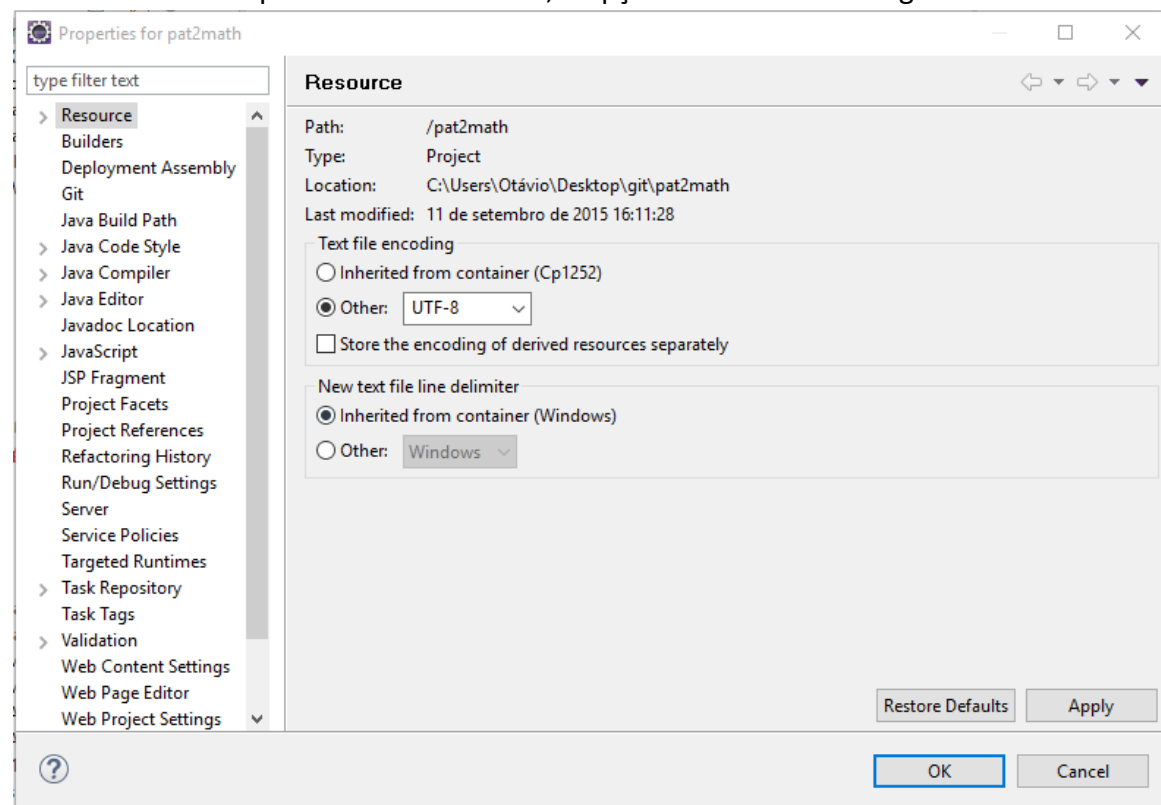 Properties for pat2math
type filter text
Resource
Builders
Deployment Assembly
Git
Java Build Path
Java Code Style
Java Compiler
Java Editor
Javadoc Location
JavaScript
JSP Fragment
Project Facets
Project References
Refactoring History
Run/Debug Settings
Server
Service Policies
Targeted Runtimes
Task Repository
Task Tags
Validation
Web Content Settings
Web Page Editor
Web Project Settings
Resource
Path: /pat2math
Type: Project
Location: C:\Users\Otávio\Desktop\git\pat2math
Last modified: 11 de setembro de 2015 16:11:28
Text file encoding
Inherited from container (Cp1252)
Other: UTF-8
Store the encoding of derived resources separately
New text file line delimiter
Inherited from container (Windows)
Other: Windows
Restore Defaults Apply
OK Cancel